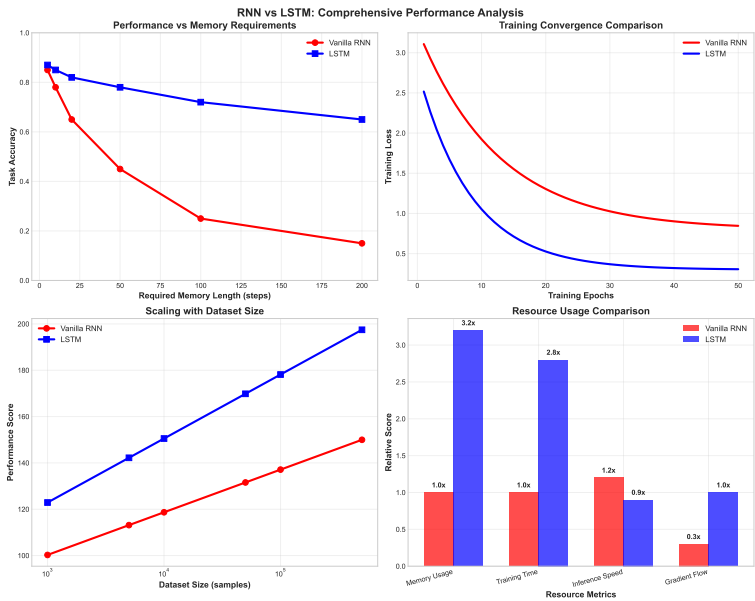 RNN vs LSTM: Comprehensive Performance Analysis
Performance vs Memory Requirements
1.0
0.8
0.6
0.4
0.2
0.0
Task Accuracy
Vanilla RNN
LSTM
0
25
50
75
100
125
150
175
200
Required Memory Length (steps)
Training Convergence Comparison
3.0
2.5
2.0
1.5
1.0
0.5
Training Loss
Vanilla RNN
LSTM
0
10
20
30
40
50
Training Epochs
Scaling with Dataset Size
200
180
160
140
120
100
Performance Score
Vanilla RNN
LSTM
10^3
10^4
10^5
Dataset Size (samples)
Resource Usage Comparison
3.0
2.5
2.0
1.5
1.0
0.5
0.0
Relative Score
Vanilla RNN
LSTM
1.0x
3.2x
1.0x
2.8x
1.2x
0.9x
0.3x
1.0x
Memory Usage
Training Time
Inference Speed
Gradient Flow
Resource Metrics